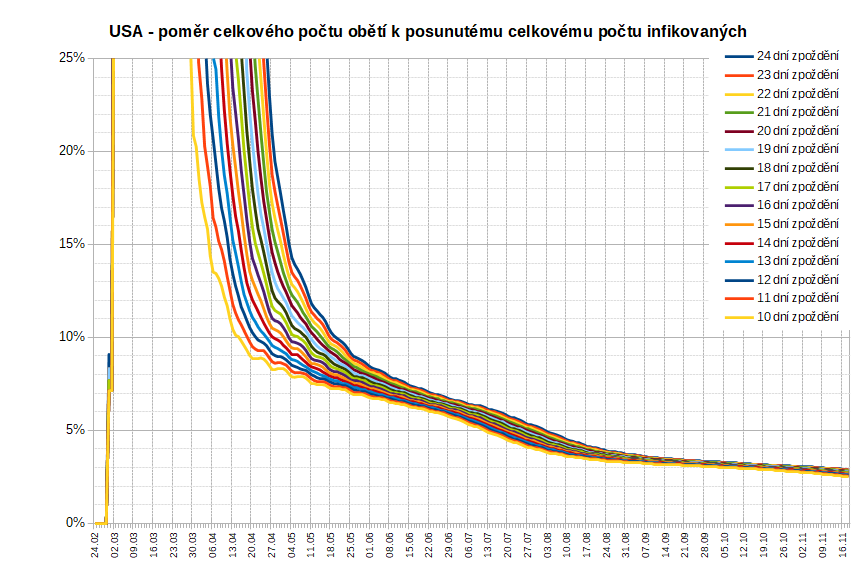 USA - poměr celkového počtu obětí k posunutému celkovému počtu infikovaných
25%
20%
15%
10%
5%
0%
24 dní zpoždění
23 dní zpoždění
22 dní zpoždění
21 dní zpoždění
20 dní zpoždění
19 dní zpoždění
18 dní zpoždění
17 dní zpoždění
16 dní zpoždění
15 dní zpoždění
14 dní zpoždění
13 dní zpoždění
12 dní zpoždění
11 dní zpoždění
10 dní zpoždění
24.02
02.03
09.03
16.03
23.03
30.03
06.04
13.04
20.04
27.04
04.05
11.05
18.05
25.05
01.06
08.06
15.06
22.06
29.06
06.07
13.07
20.07
27.07
03.08
10.08
17.08
24.08
31.08
07.09
14.09
21.09
28.09
05.10
12.10
19.10
26.10
02.11
09.11
16.11